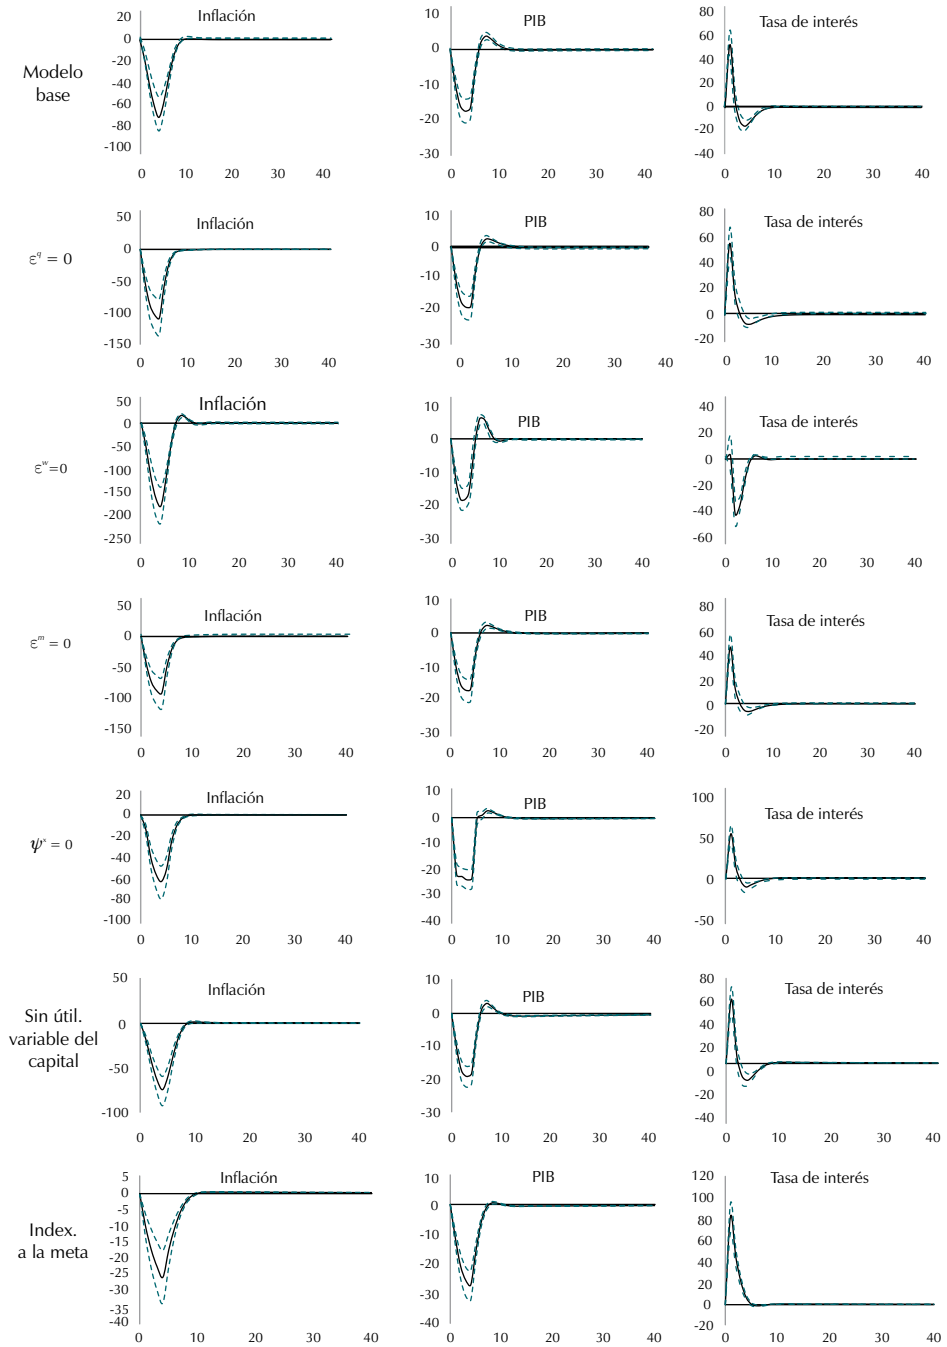 Modelo
base
Inflación
20
0
-20
-40
-60
-80
-100
0 10 20 30 40
PIB
10
0
-10
-20
-30
0 10 20 30 40
Tasa de interés
80
60
40
20
0
-20
-40
0 10 20 30 40
εq = 0
Inflación
50
0
-50
-100
-150
0 10 20 30 40
PIB
10
0
-10
-20
-30
0 10 20 30 40
Tasa de interés
80
60
40
20
0
-20
0 10 20 30 40
εw=0
Inflación
50
0
-50
-100
-150
-200
-250
0 10 20 30 40
PIB
10
0
-10
-20
-30
0 10 20 30 40
Tasa de interés
40
20
0
-20
-40
-60
0 10 20 30 40
εm = 0
Inflación
50
0
-50
-100
-150
0 10 20 30 40
PIB
10
0
-10
-20
-30
0 10 20 30 40
Tasa de interés
80
60
40
20
0
-20
0 10 20 30 40
ψx = 0
Inflación
20
0
-20
-40
-60
-80
-100
0 10 20 30 40
PIB
10
0
-10
-20
-30
-40
0 10 20 30 40
Tasa de interés
100
50
0
-50
0 10 20 30 40
Sin útil.
variable del
capital
Inflación
50
0
-50
-100
0 10 20 30 40
PIB
10
0
-10
-20
-30
0 10 20 30 40
Tasa de interés
80
60
40
20
0
-20
-40
0 10 20 30 40
Index.
a la meta
Inflación
5
0
-5
-10
-15
-20
-25
-30
-35
-40
0 10 20 30 40
PIB
10
0
-10
-20
-30
-40
0 10 20 30 40
Tasa de interés
120
100
80
60
40
20
0
-20
0 10 20 30 40